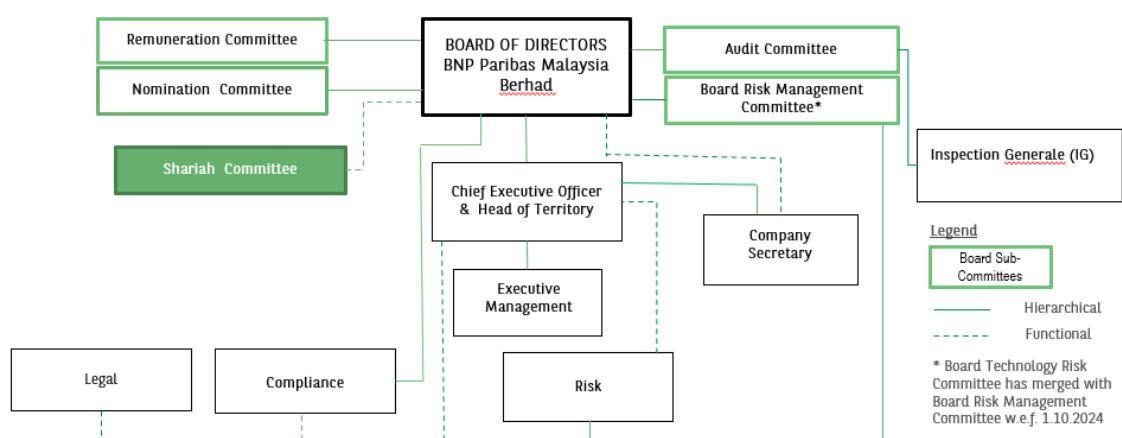 Remuneration Committee
BOARD OF DIRECTORS
BNP Paribas Malaysia
Berhad
Audit Committee
Nomination Committee
Board Risk Management
Committee*
Shariah Committee
Inspection Generale (IG)
Chief Executive Officer
& Head of Territory
Company
Secretary
Legend
Board Sub-
Committees
Executive
Management
Hierarchical
Functional
Legal
Compliance
Risk
* Board Technology Risk
Committee has merged with
Board Risk Management
Committee w.e.f. 1.10.2024